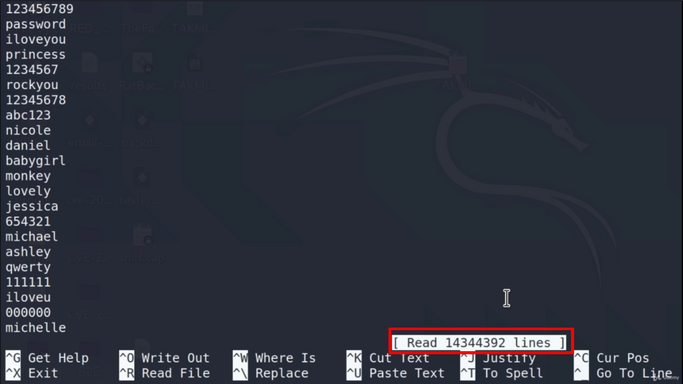 123456789
password
iloveyou
princess
1234567
rockyou
12345678
abc123
nicole
daniel
babygirl
monkey
lovely
jessica
654321
michael
ashley
qwerty
111111
iloveu
000000
michelle
[ Read 14344392 lines ]
^G Get Help ^O Write Out ^W Where Is ^K Cut Text ^J Justify ^C Cur Pos
^X Exit ^R Read File ^\ Replace ^U Paste Text ^T To Spell ^_ Go To Line